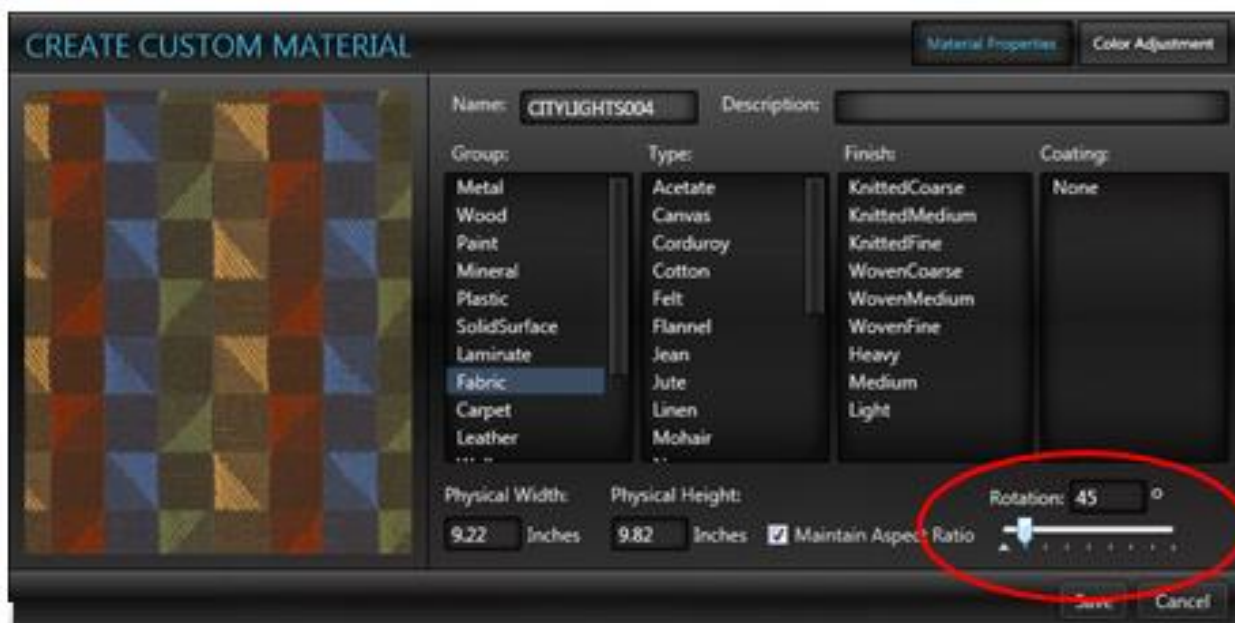 CREATE CUSTOM MATERIAL
Material Properties
Color Adjustment
Name: CITYLIGHTS004 Description:
Group: Type: Finish: Coating:
Metal Acetate KnittedCoarse None
Wood Canvas KnittedMedium
Paint Corduroy KnittedFine
Mineral Cotton WovenCoarse
Plastic Felt WovenMedium
SolidSurface Flannel WovenFine
Laminate Jean Heavy
Fabric Jute Medium
Carpet Linen Light
Leather Mohair
Physical Width: Physical Height: Rotation: 45 °
9.22 Inches 9.82 Inches Maintain Aspect Ratio
Save Cancel